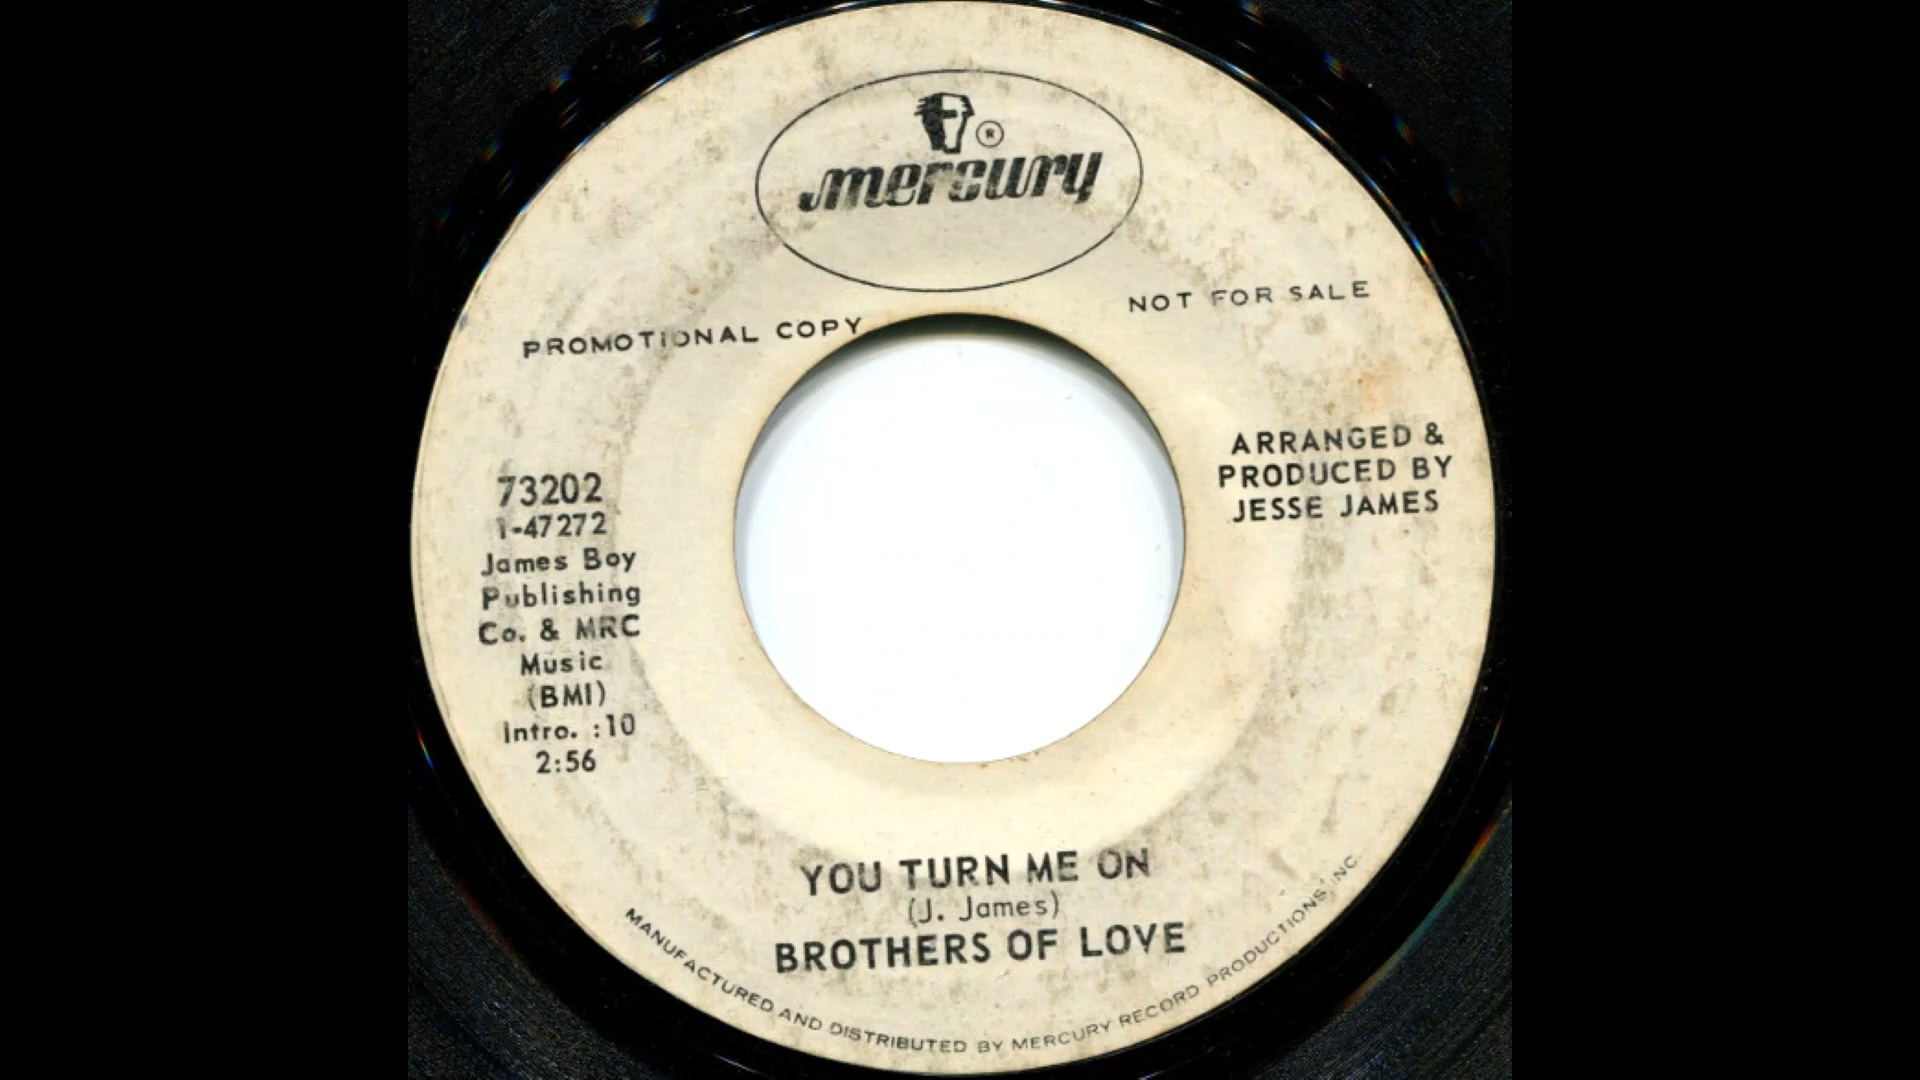 ®
mercury
PROMOTIONAL COPY
NOT FOR SALE
73202
1-47272
James Boy
Publishing
Co. & MRC
Music
(BMI)
Intro. :10
2:56
ARRANGED &
PRODUCED BY
JESSE JAMES
YOU TURN ME ON
(J. James)
BROTHERS OF LOVE
MANUFACTURED AND DISTRIBUTED BY MERCURY RECORD PRODUCTIONS, INC.